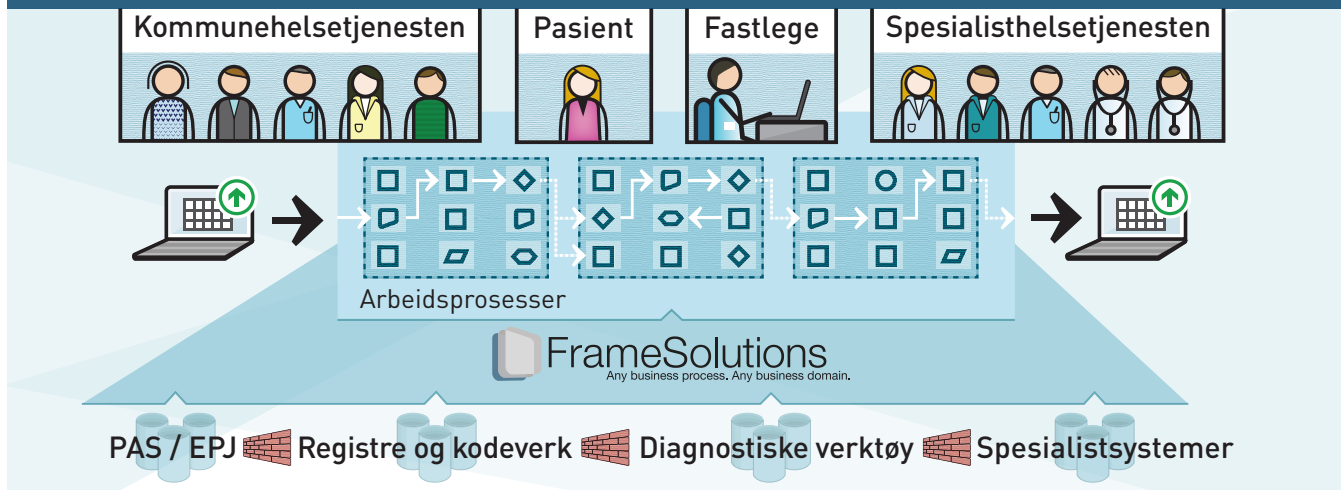 Kommunehelsetjenesten
Pasient
Fastlege
Spesialisthelsetjenesten
Arbeidsprosesser
FrameSolutions
Any business process. Any business domain.
PAS / EPJ Registre og kodeverk Diagnostiske verktøy Spesialistsystemer